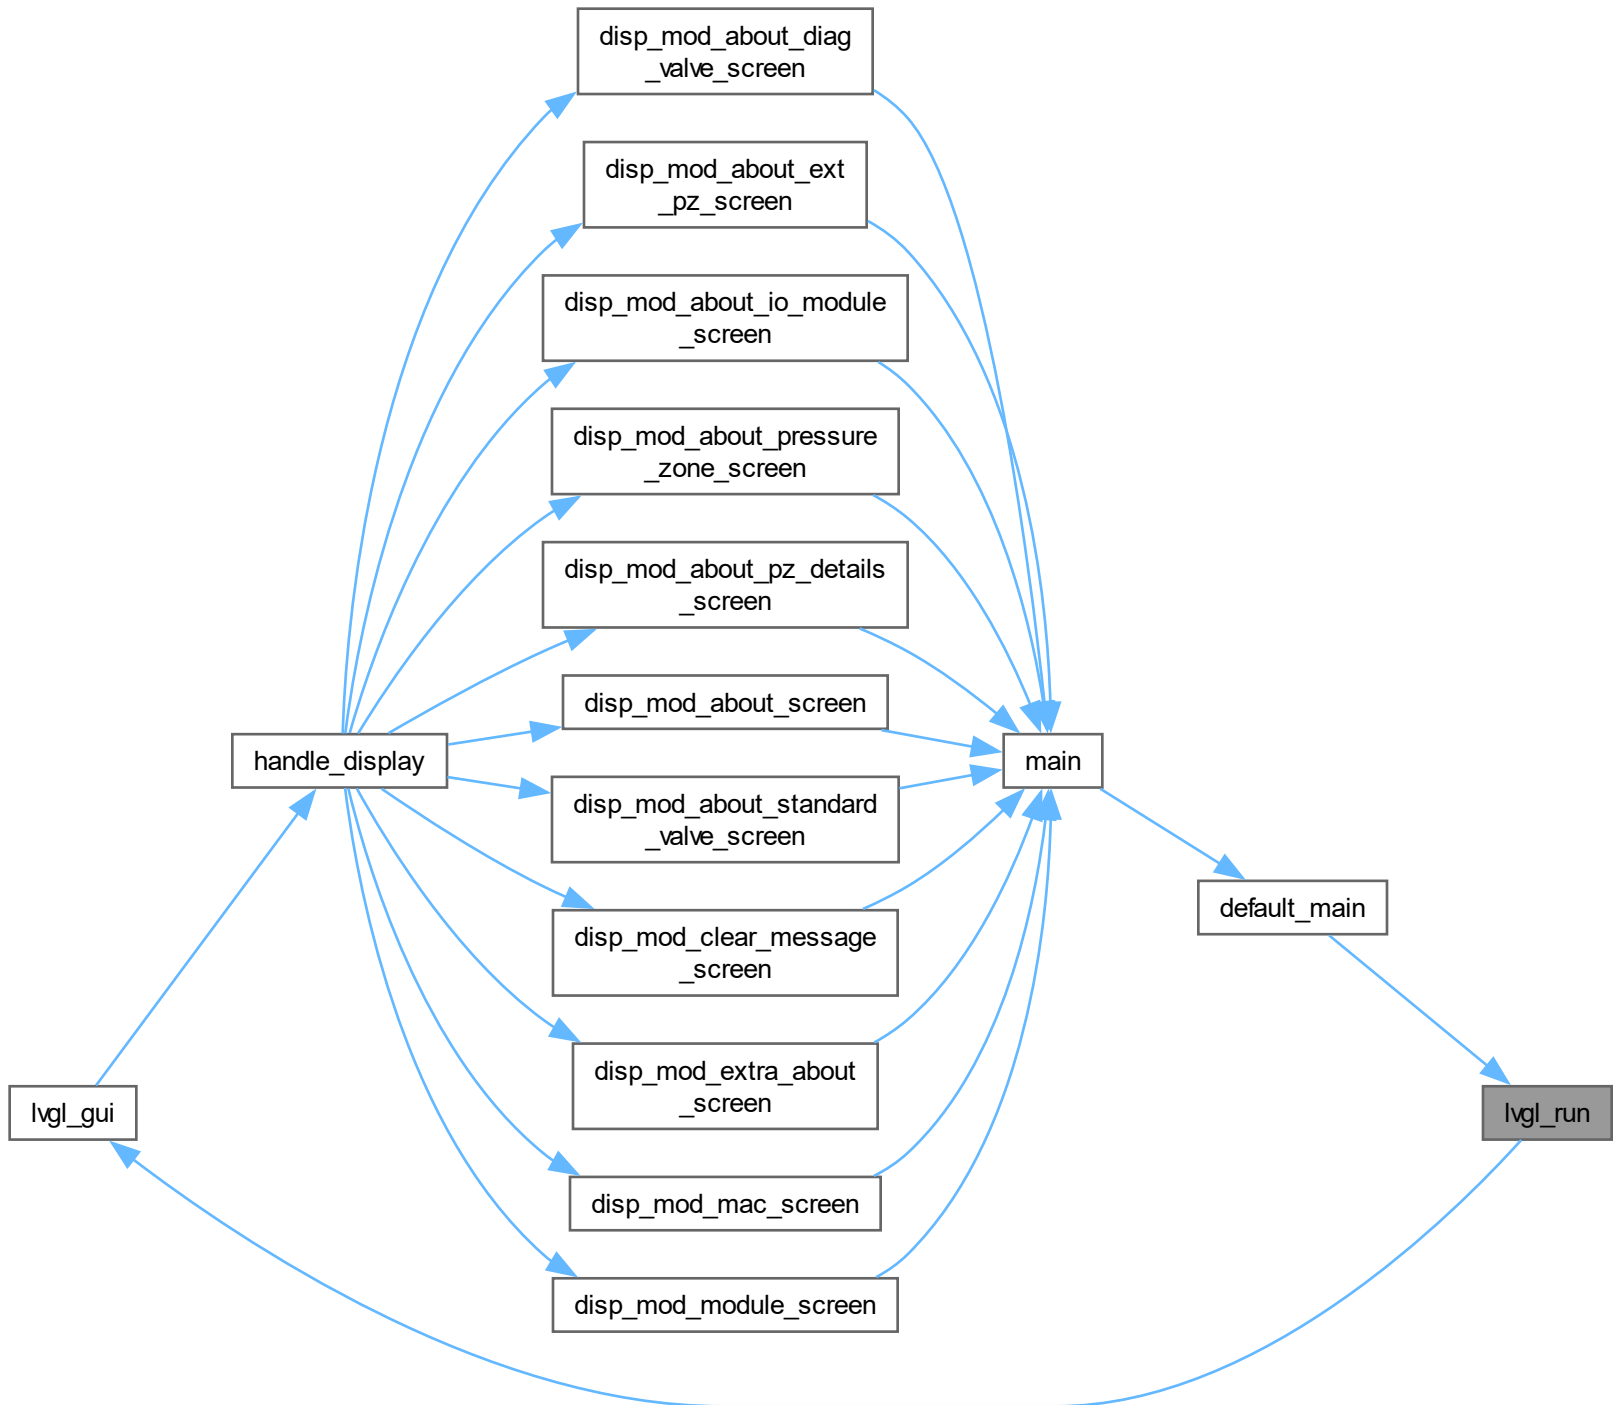 disp_mod_about_diag
_valve_screen
disp_mod_about_ext
_pz_screen
disp_mod_about_io_module
_screen
disp_mod_about_pressure
_zone_screen
disp_mod_about_pz_details
_screen
disp_mod_about_screen
handle_display
main
disp_mod_about_standard
_valve_screen
default_main
disp_mod_clear_message
_screen
disp_mod_extra_about
_screen
lvgl_gui
lvgl_run
disp_mod_mac_screen
disp_mod_module_screen